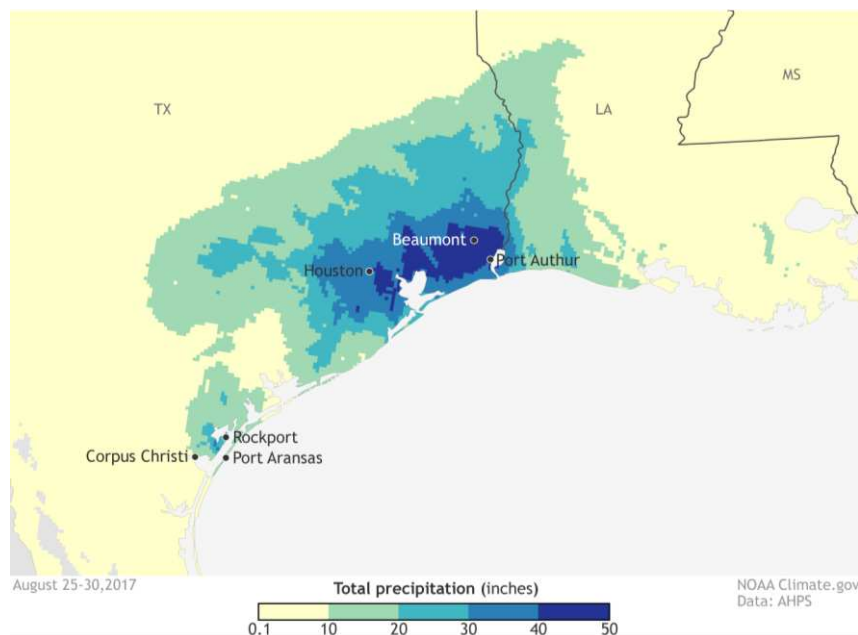 TX
LA
MS
Beaumont
Houston
Port Authur
Rockport
Corpus Christi
Port Aransas
August 25-30,2017
Total precipitation (inches)
NOAA Climate.gov
Data: AHPS
0.1 10 20 30 40 50